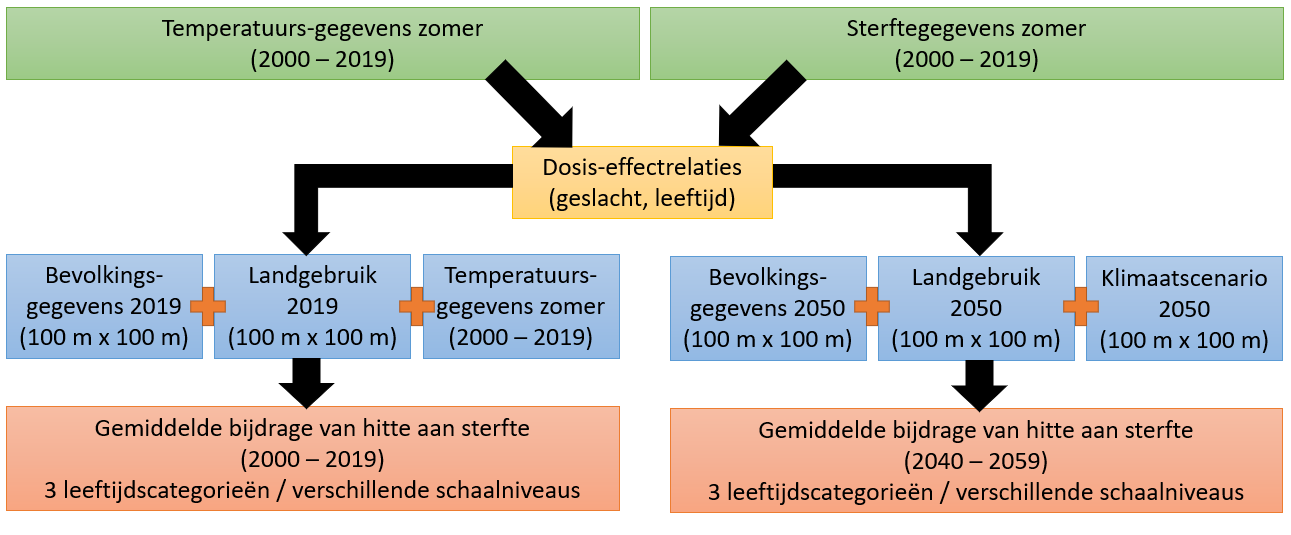 Temperatuurs-gegevens zomer
(2000 – 2019)
Sterftegegevens zomer
(2000 – 2019)
Dosis-effectrelaties
(geslacht, leeftijd)
Bevolkings-
gegevens 2019
(100 m x 100 m)
Landgebruik
2019
(100 m x 100 m)
Temperatuurs-
gegevens zomer
(2000 – 2019)
Bevolkings-
gegevens 2050
(100 m x 100 m)
Landgebruik
2050
(100 m x 100 m)
Klimaatscenario
2050
(100 m x 100 m)
Gemiddelde bijdrage van hitte aan sterfte
(2000 – 2019)
3 leeftijdscategorieën / verschillende schaalniveaus
Gemiddelde bijdrage van hitte aan sterfte
(2040 – 2059)
3 leeftijdscategorieën / verschillende schaalniveaus